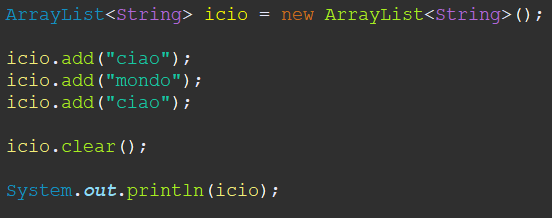 ArrayList<String> icio = new ArrayList<String>();
icio.add("ciao");
icio.add("mondo");
icio.add("ciao");
icio.clear();
System.out.println(icio);